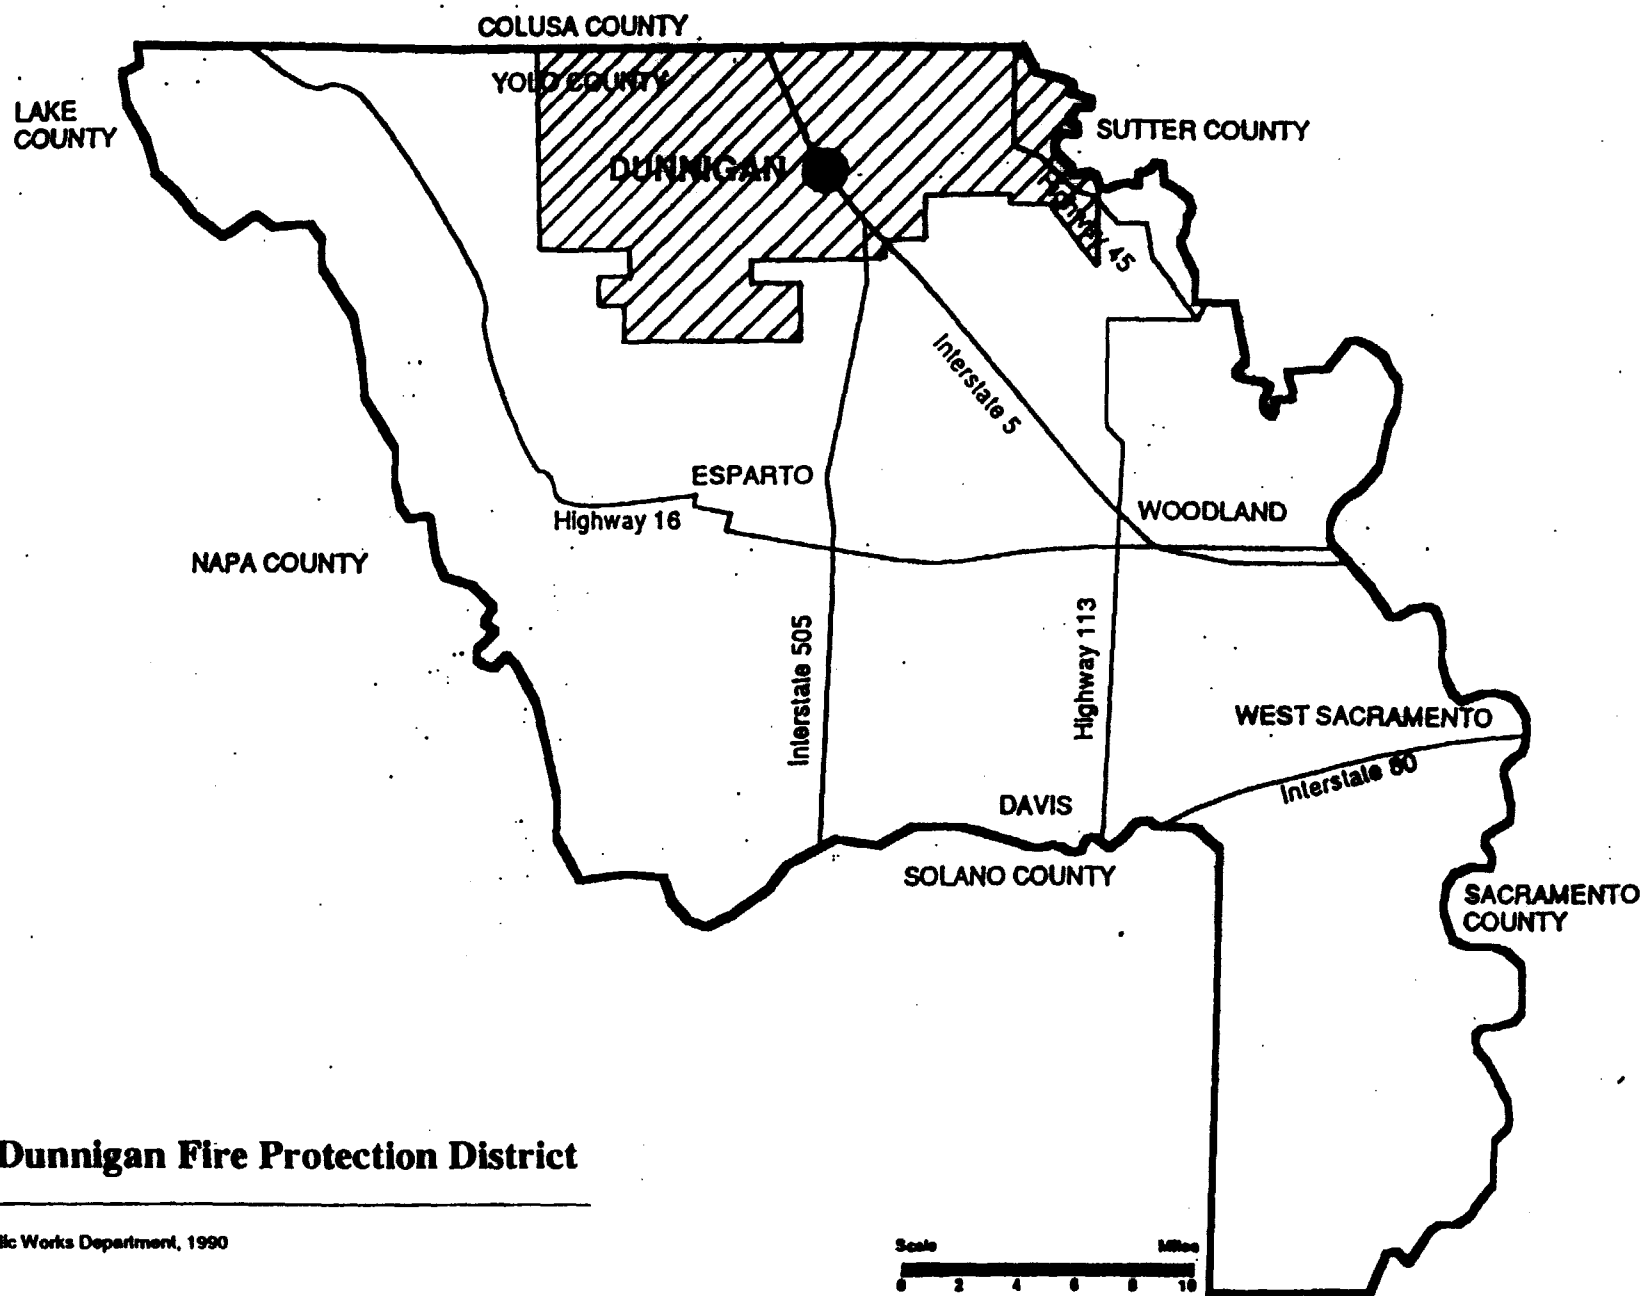 COLUSA COUNTY
YOLO COUNTY
LAKE
COUNTY
SUTTER COUNTY
DUNNIGAN
Highway 45
Interstate 5
ESPARTO
WOODLAND
Highway 16
NAPA COUNTY
Interstate 505
Highway 113
WEST SACRAMENTO
Interstate 80
DAVIS
SOLANO COUNTY
SACRAMENTO
COUNTY
Dunnigan Fire Protection District
Works Department, 1990
Scale Miles
0 2 4 6 8 10